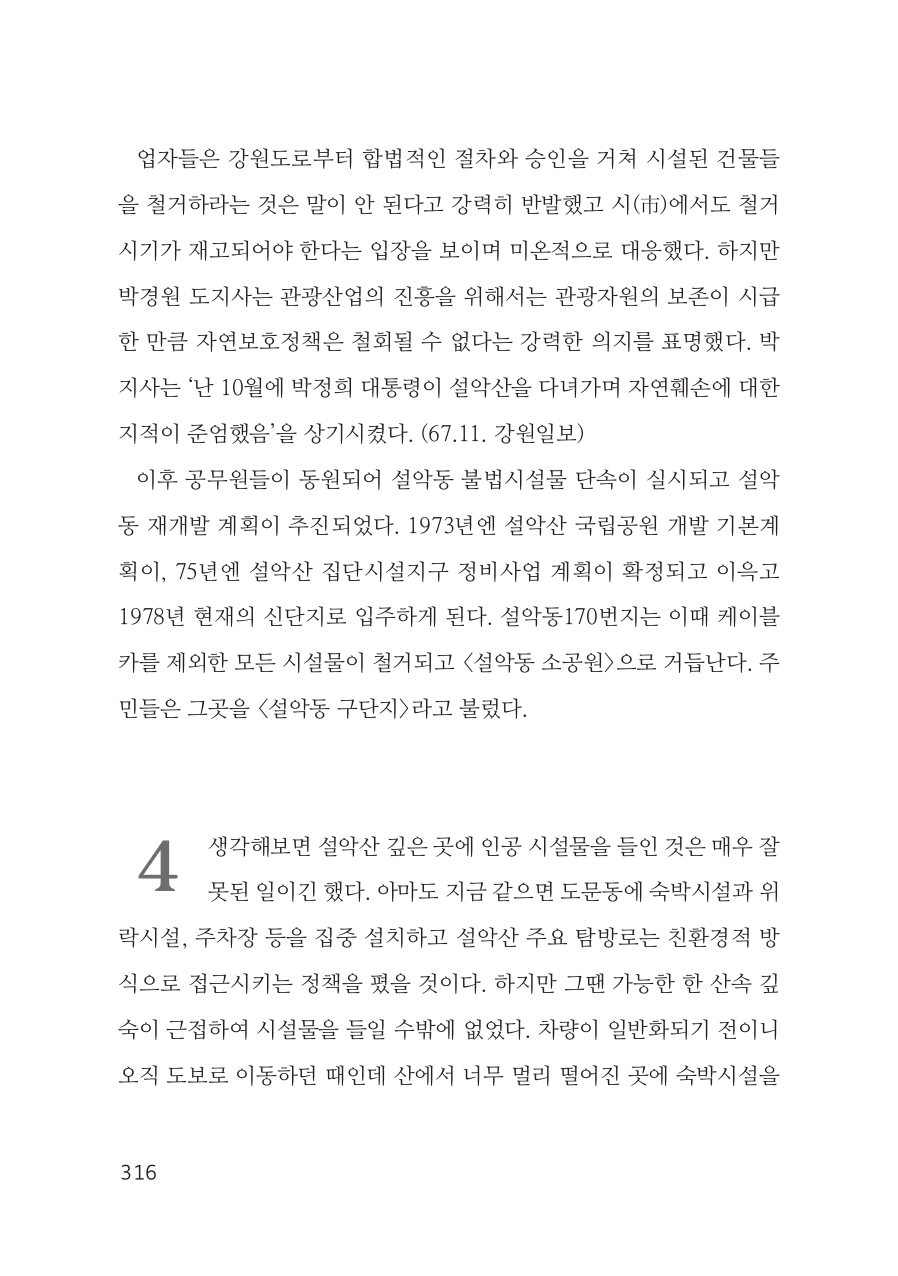 업자들은 강원도로부터 합법적인 절차와 승인을 거쳐 시설된 건물들
을 철거하라는 것은 말이 안 된다고 강력히 반발했고 시(市)에서도 철거
시기가 재고되어야 한다는 입장을 보이며 미온적으로 대응했다. 하지만
박경원 도지사는 관광산업의 진흥을 위해서는 관광자원의 보존이 시급
한 만큼 자연보호정책은 철회될 수 없다는 강력한 의지를 표명했다. 박
지사는 ‘난 10월에 박정희 대통령이 설악산을 다녀가며 자연훼손에 대한
지적이 준엄했음’을 상기시켰다. (67.11. 강원일보)
이후 공무원들이 동원되어 설악동 불법시설물 단속이 실시되고 설악
동 재개발 계획이 추진되었다. 1973년엔 설악산 국립공원 개발 기본계
획이, 75년엔 설악산 집단시설지구 정비사업 계획이 확정되고 이윽고
1978년 현재의 신단지로 입주하게 된다. 설악동170번지는 이때 케이블
카를 제외한 모든 시설물이 철거되고 〈설악동 소공원〉으로 거듭난다. 주
민들은 그곳을 〈설악동 구단지〉라고 불렀다.
4 생각해보면 설악산 깊은 곳에 인공 시설물을 들인 것은 매우 잘
못된 일이긴 했다. 아마도 지금 같으면 도문동에 숙박시설과 위
락시설, 주차장 등을 집중 설치하고 설악산 주요 탐방로는 친환경적 방
식으로 접근시키는 정책을 폈을 것이다. 하지만 그땐 가능한 한 산속 깊
숙이 근접하여 시설물을 들일 수밖에 없었다. 차량이 일반화되기 전이니
오직 도보로 이동하던 때인데 산에서 너무 멀리 떨어진 곳에 숙박시설을
316